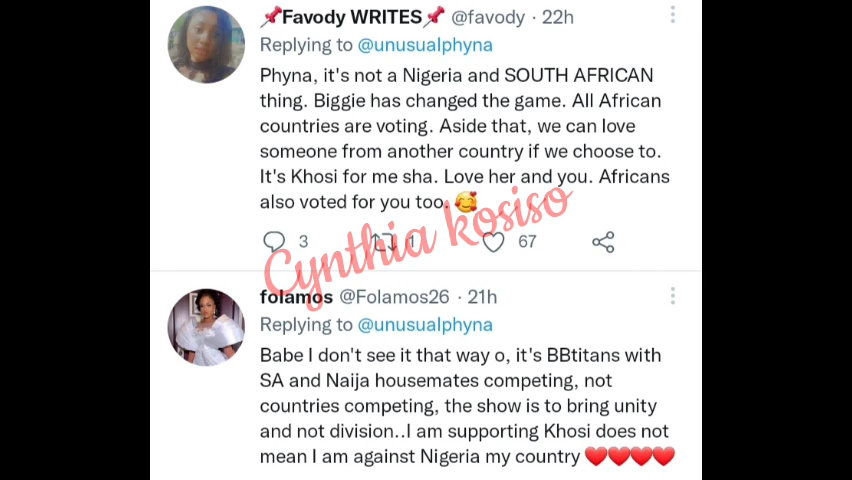 📌Favody WRITES📌 @favody · 22h
Replying to @unusualphyna
Phyna, it's not a Nigeria and SOUTH AFRICAN
thing. Biggie has changed the game. All African
countries are voting. Aside that, we can love
someone from another country if we choose to.
It's Khosi for me sha. Love her and you. Africans
also voted for you too. 🥰
3 1 67
Cynthia kosiso
folamos @Folamos26 · 21h
Replying to @unusualphyna
Babe I don't see it that way o, it's BBtitans with
SA and Naija housemates competing, not
countries competing, the show is to bring unity
and not division..I am supporting Khosi does not
mean I am against Nigeria my country ❤️❤️❤️❤️